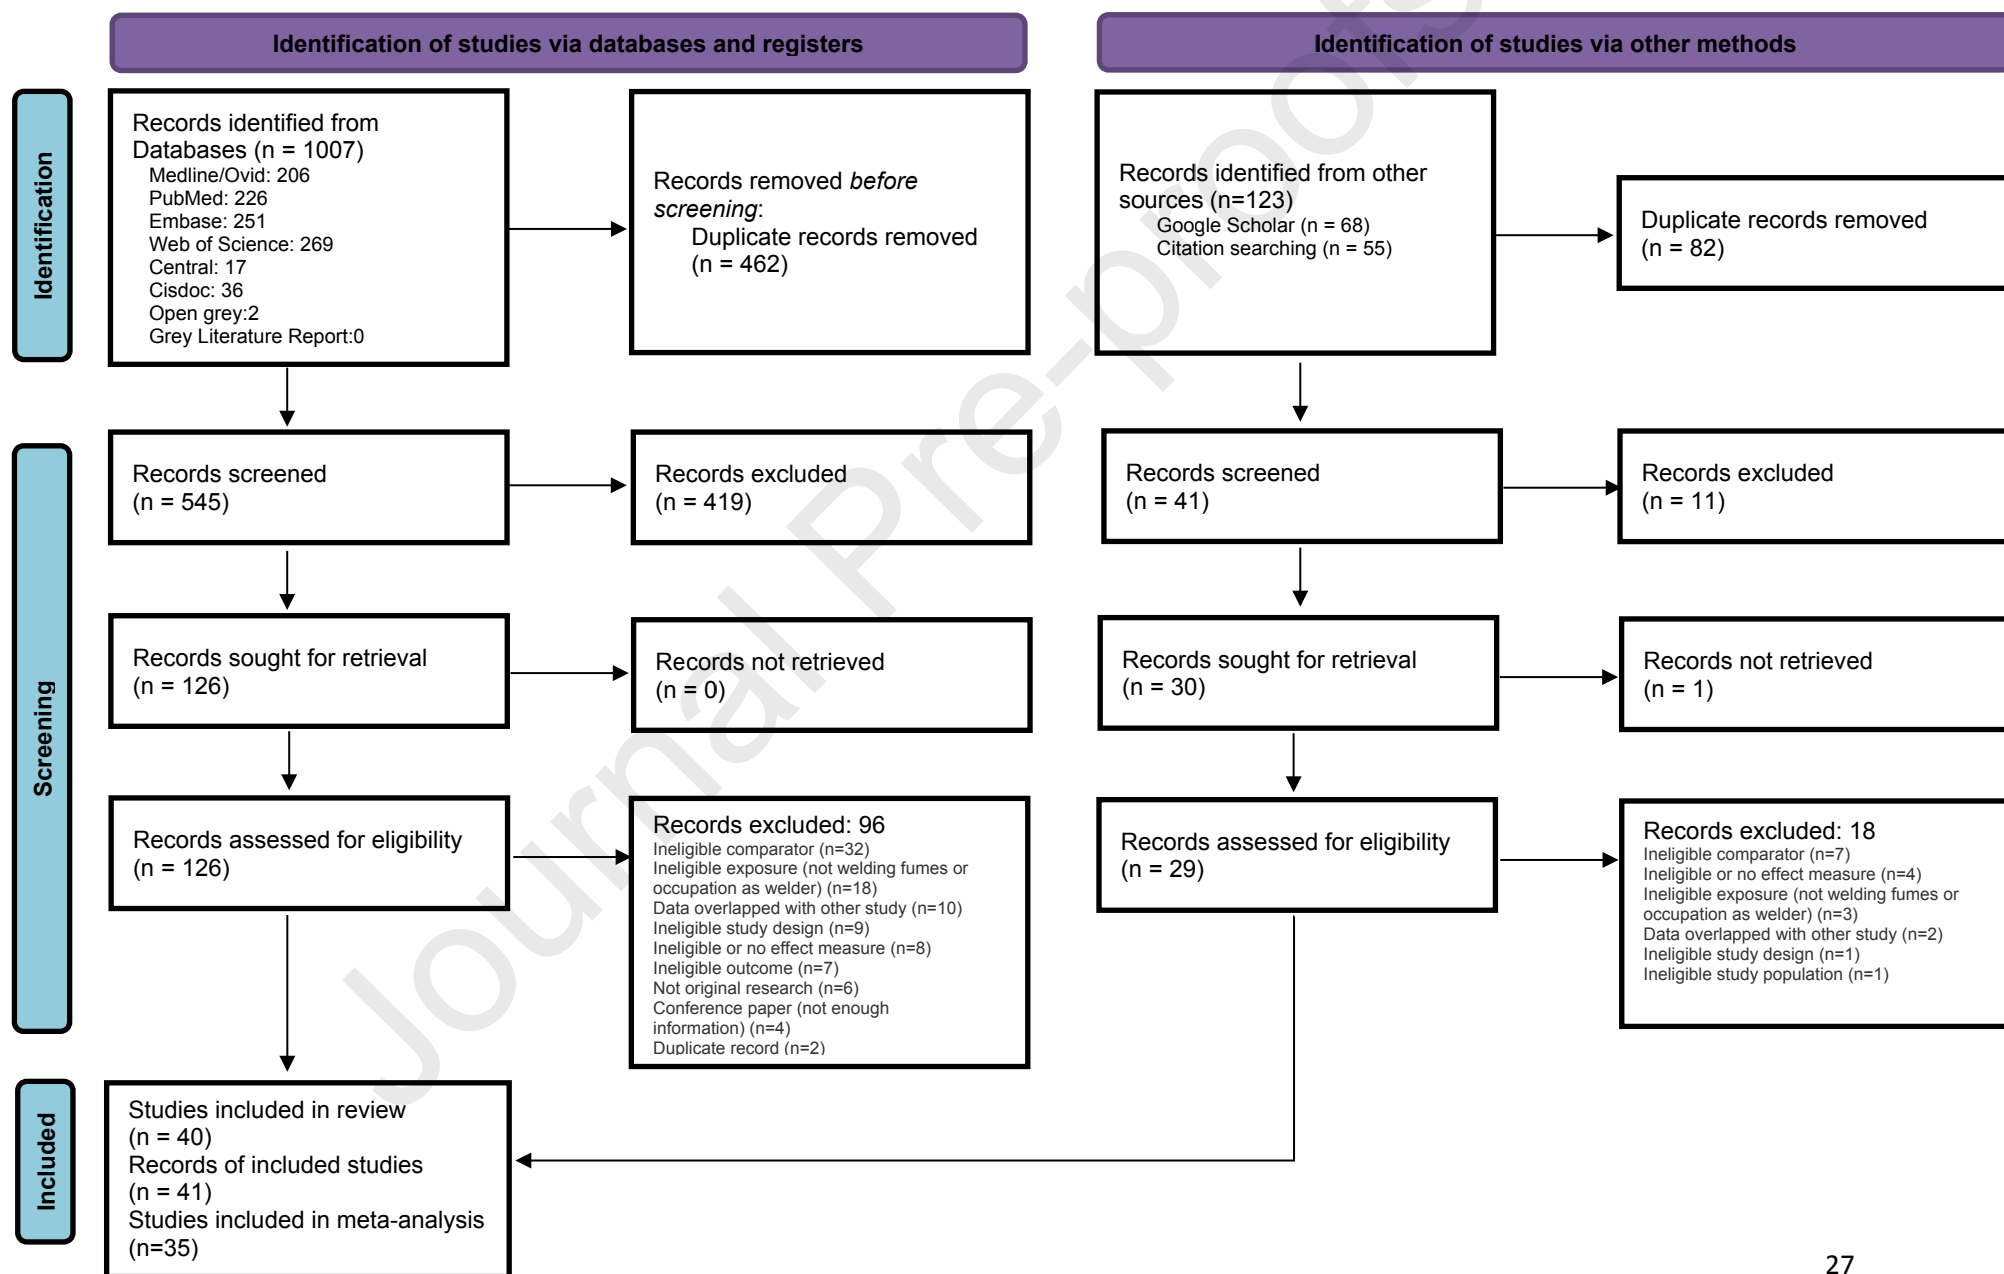 Identification of studies via databases and registers
Identification of studies via other methods
Identification
Records identified from
Databases (n = 1007)
Medline/Ovid: 206
PubMed: 226
Embase: 251
Web of Science: 269
Central: 17
Cisdoc: 36
Open grey:2
Grey Literature Report:0
Records removed before
screening:
Duplicate records removed
(n = 462)
Records identified from other
sources (n=123)
Google Scholar (n = 68)
Citation searching (n = 55)
Duplicate records removed
(n = 82)
Screening
Records screened
(n = 545)
Records excluded
(n = 419)
Records screened
(n = 41)
Records excluded
(n = 11)
Records sought for retrieval
(n = 126)
Records not retrieved
(n = 0)
Records sought for retrieval
(n = 30)
Records not retrieved
(n = 1)
Records assessed for eligibility
(n = 126)
Records excluded: 96
Ineligible comparator (n=32)
Ineligible exposure (not welding fumes or
occupation as welder) (n=18)
Data overlapped with other study (n=10)
Ineligible study design (n=9)
Ineligible or no effect measure (n=8)
Ineligible outcome (n=7)
Not original research (n=6)
Conference paper (not enough
information) (n=4)
Duplicate record (n=2)
Records assessed for eligibility
(n = 29)
Records excluded: 18
Ineligible comparator (n=7)
Ineligible or no effect measure (n=4)
Ineligible exposure (not welding fumes or
occupation as welder) (n=3)
Data overlapped with other study (n=2)
Ineligible study design (n=1)
Ineligible study population (n=1)
Included
Studies included in review
(n = 40)
Records of included studies
(n = 41)
Studies included in meta-analysis
(n=35)
Journal Pre-proofs
27